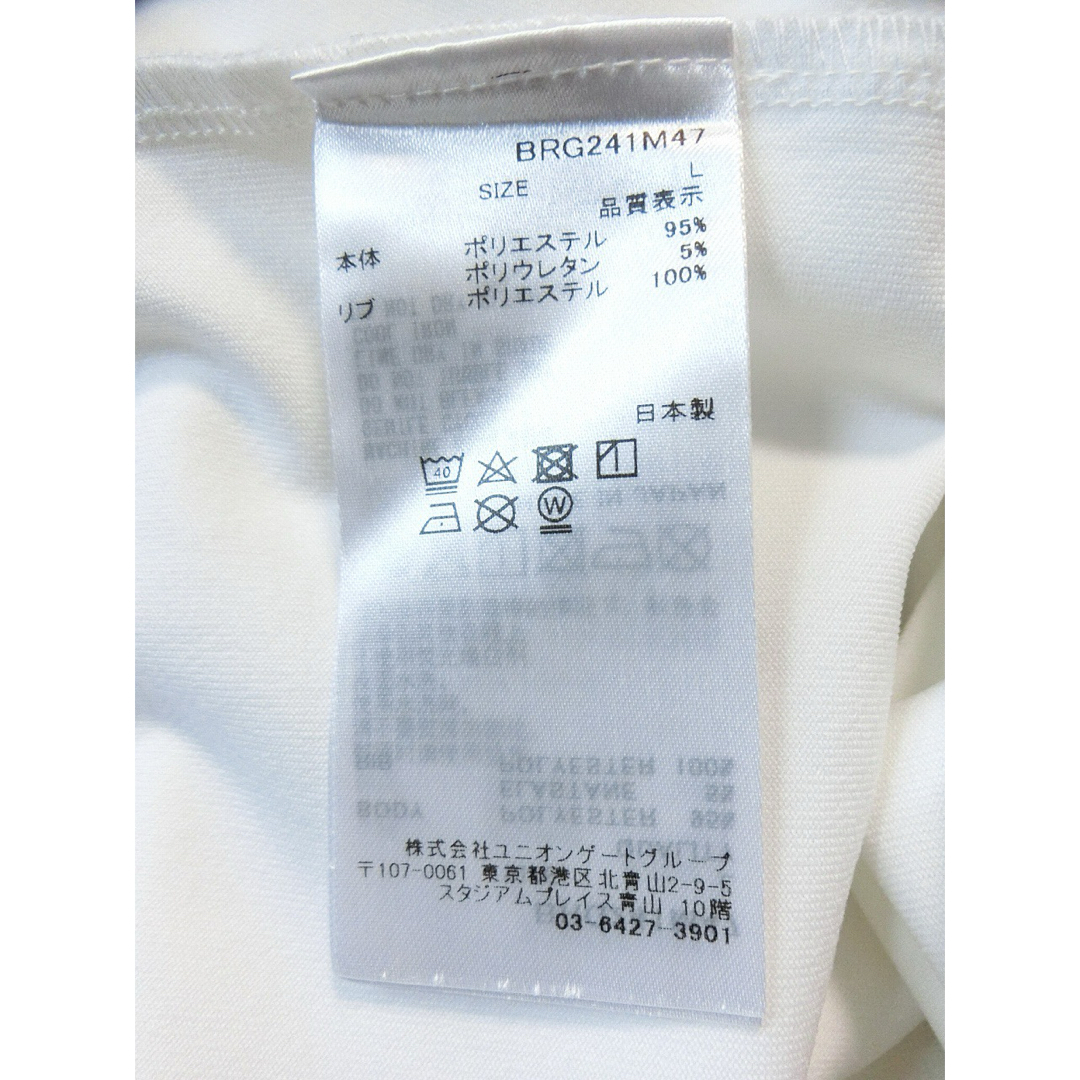 BRG241M47
SIZE L
品質表示
本体 ポリエステル 95%
ポリウレタン 5%
リブ ポリエステル 100%
日本製
40
W
株式会社ユニオンゲートグループ
〒107-0061 東京都港区北青山2-9-5
スタジアムプレイス青山 10階
03-6427-3901